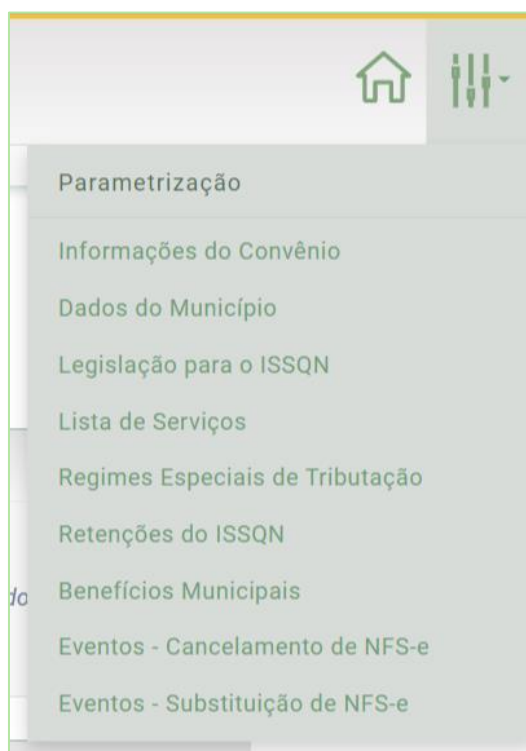 Parametrização
Informações do Convênio
Dados do Município
Legislação para o ISSQN
Lista de Serviços
Regimes Especiais de Tributação
Retenções do ISSQN
do
Benefícios Municipais
Eventos - Cancelamento de NFS-e
Eventos - Substituição de NFS-e